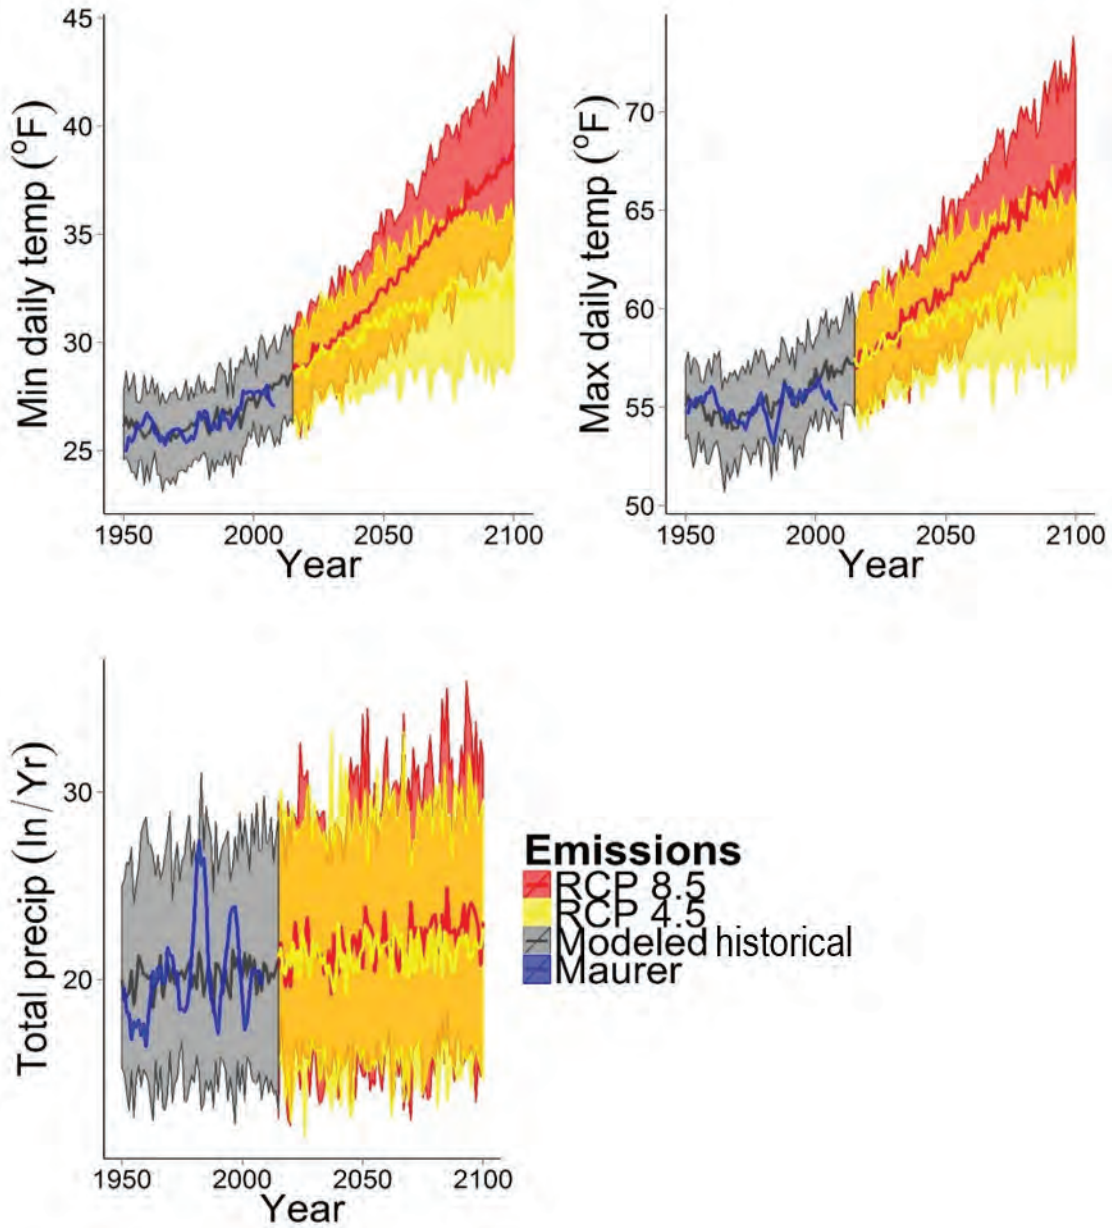 Min daily temp (°F)
45
40
35
30
25
1950
2000
2050
2100
Year
Max daily temp (°F)
70
65
60
55
50
1950
2000
2050
2100
Year
Total precip (In/Yr)
30
20
1950
2000
2050
2100
Year
Emissions
RCP 8.5
RCP 4.5
Modeled historical
Maurer